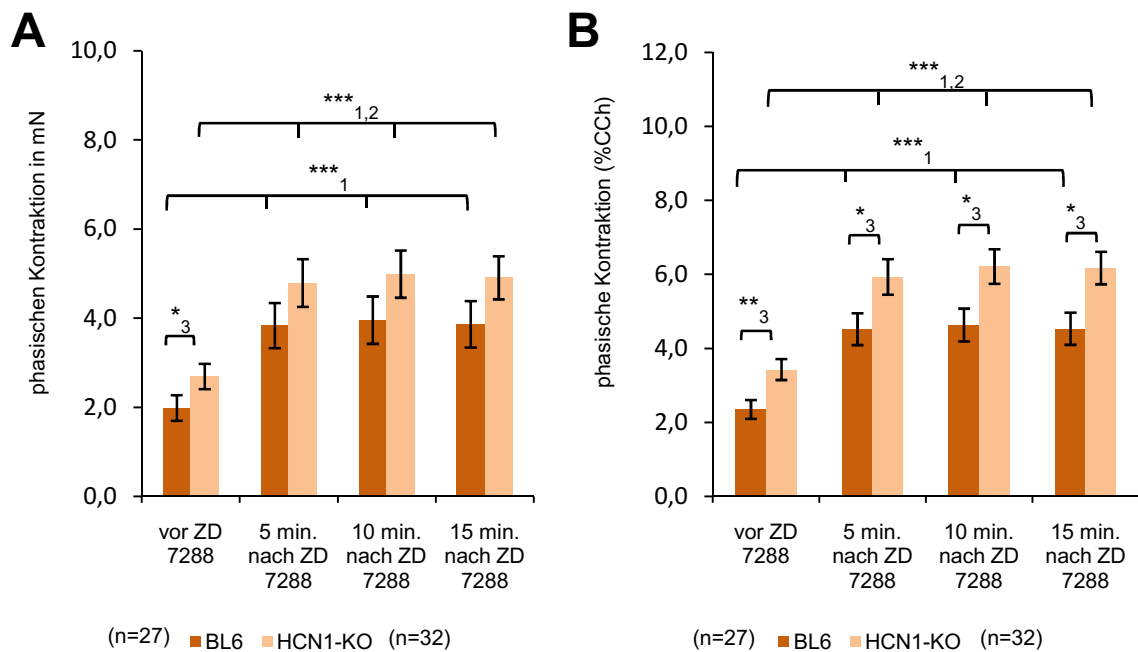 A
phasischen Kontraktion in mN
10,0
8,0
6,0
4,0
2,0
0,0
***1,2
***1
*3
vor ZD
7288
5 min.
nach ZD
7288
10 min.
nach ZD
7288
15 min.
nach ZD
7288
(n=27) BL6 HCN1-KO (n=32)
B
phasische Kontraktion (%CCh)
12,0
10,0
8,0
6,0
4,0
2,0
0,0
***1,2
***1
*3
*3
*3
**3
vor ZD
7288
5 min.
nach ZD
7288
10 min.
nach ZD
7288
15 min.
nach ZD
7288
(n=27) BL6 HCN1-KO (n=32)